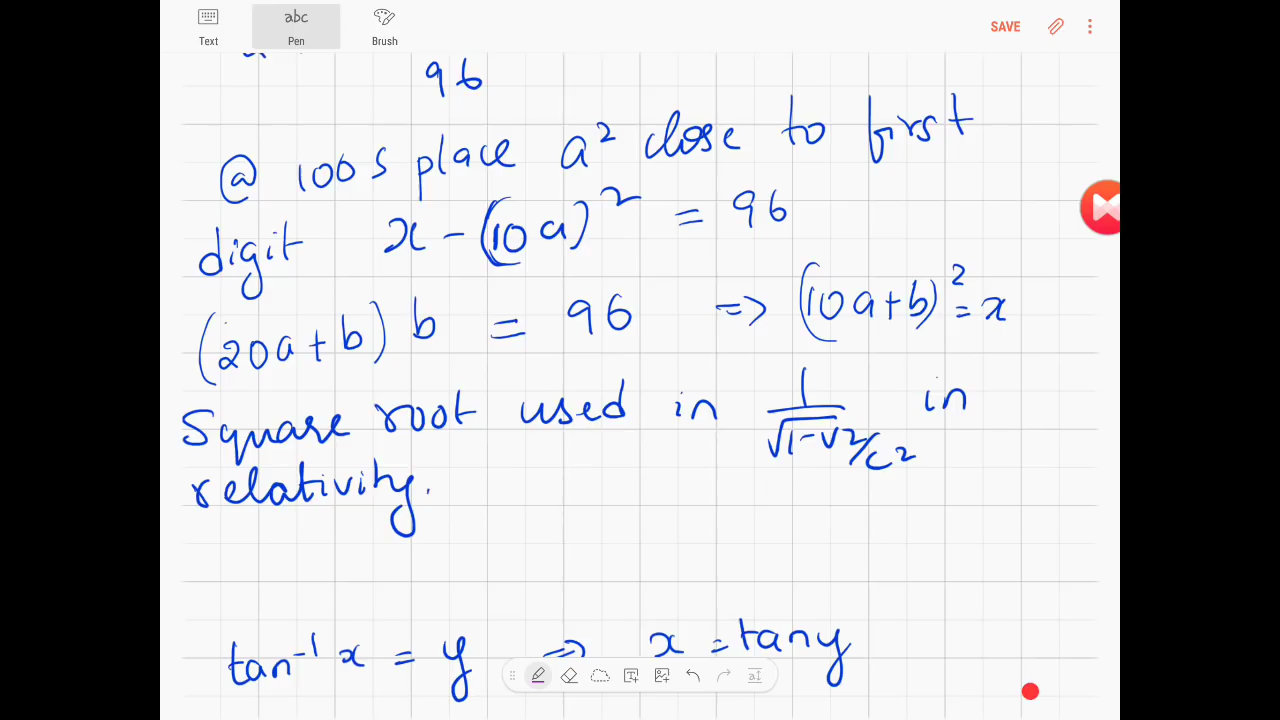 abc
Text Pen Brush SAVE
96
@ 100s place a² close to first
digit x - (10a)² = 96
(20a+b) b = 96 => (10a+b)² = x
Square root used in 1/√1-v²/c² in
relativity.
tan⁻¹ x = y => x = tan y